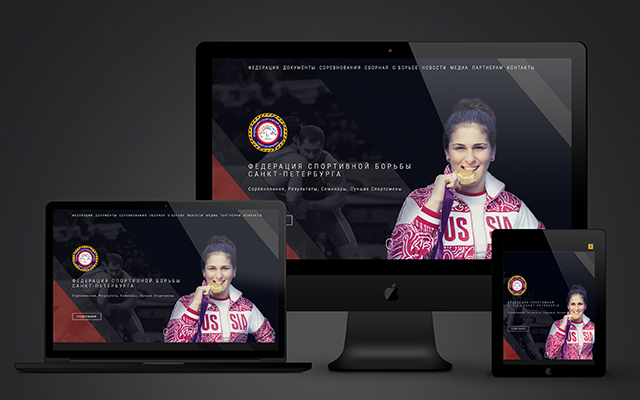 ФЕДЕРАЦИЯ ДОКУМЕНТЫ СОРЕВНОВАНИЯ СБОРНАЯ О БОРЬБЕ НОВОСТИ МЕДИА ПАРТНЕРАМ КОНТАКТЫ
ФЕДЕРАЦИЯ СПОРТИВНОЙ БОРЬБЫ
САНКТ-ПЕТЕРБУРГА
Соревнования, Результаты, Семинары, Лучшие Спортсмены
RUSSIA
ФЕДЕРАЦИЯ ДОКУМЕНТЫ СОРЕВНОВАНИЯ СБОРНАЯ О БОРЬБЕ НОВОСТИ МЕДИА ПАРТНЕРАМ КОНТАКТЫ
ФЕДЕРАЦИЯ СПОРТИВНОЙ БОРЬБЫ
САНКТ-ПЕТЕРБУРГА
Соревнования, Результаты, Семинары, Лучшие Спортсмены
ПОДРОБНЕЕ
RUSSIA
ФЕДЕРАЦИЯ СПОРТИВНОЙ
БОРЬБЫ САНКТ-ПЕТЕРБУРГА
RUSSIA